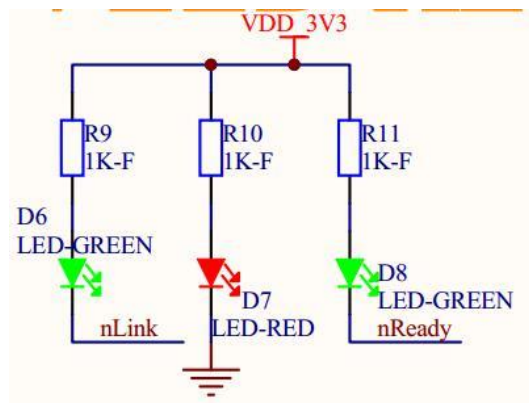 VDD_3V3
R9
1K-F
R10
1K-F
R11
1K-F
D6
LED-GREEN
D7
LED-RED
D8
LED-GREEN
nLink
nReady